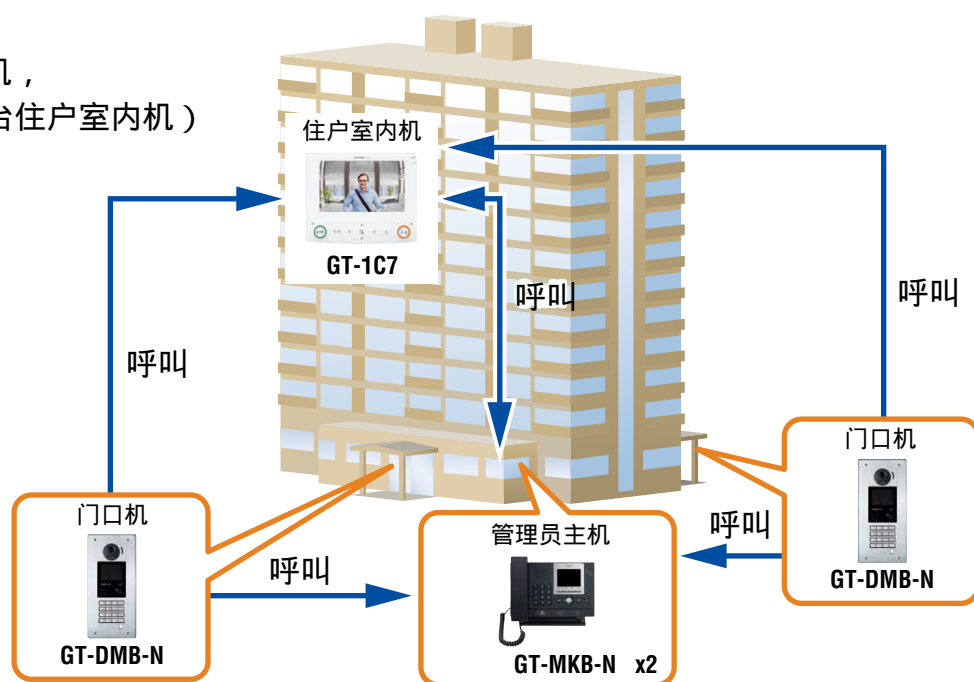 机，
台住户室内机）
住户室内机
GT-1C7
呼叫
呼叫
呼叫
门口机
GT-DMB-N
呼叫
管理员主机
GT-MKB-N x2
呼叫
门口机
GT-DMB-N